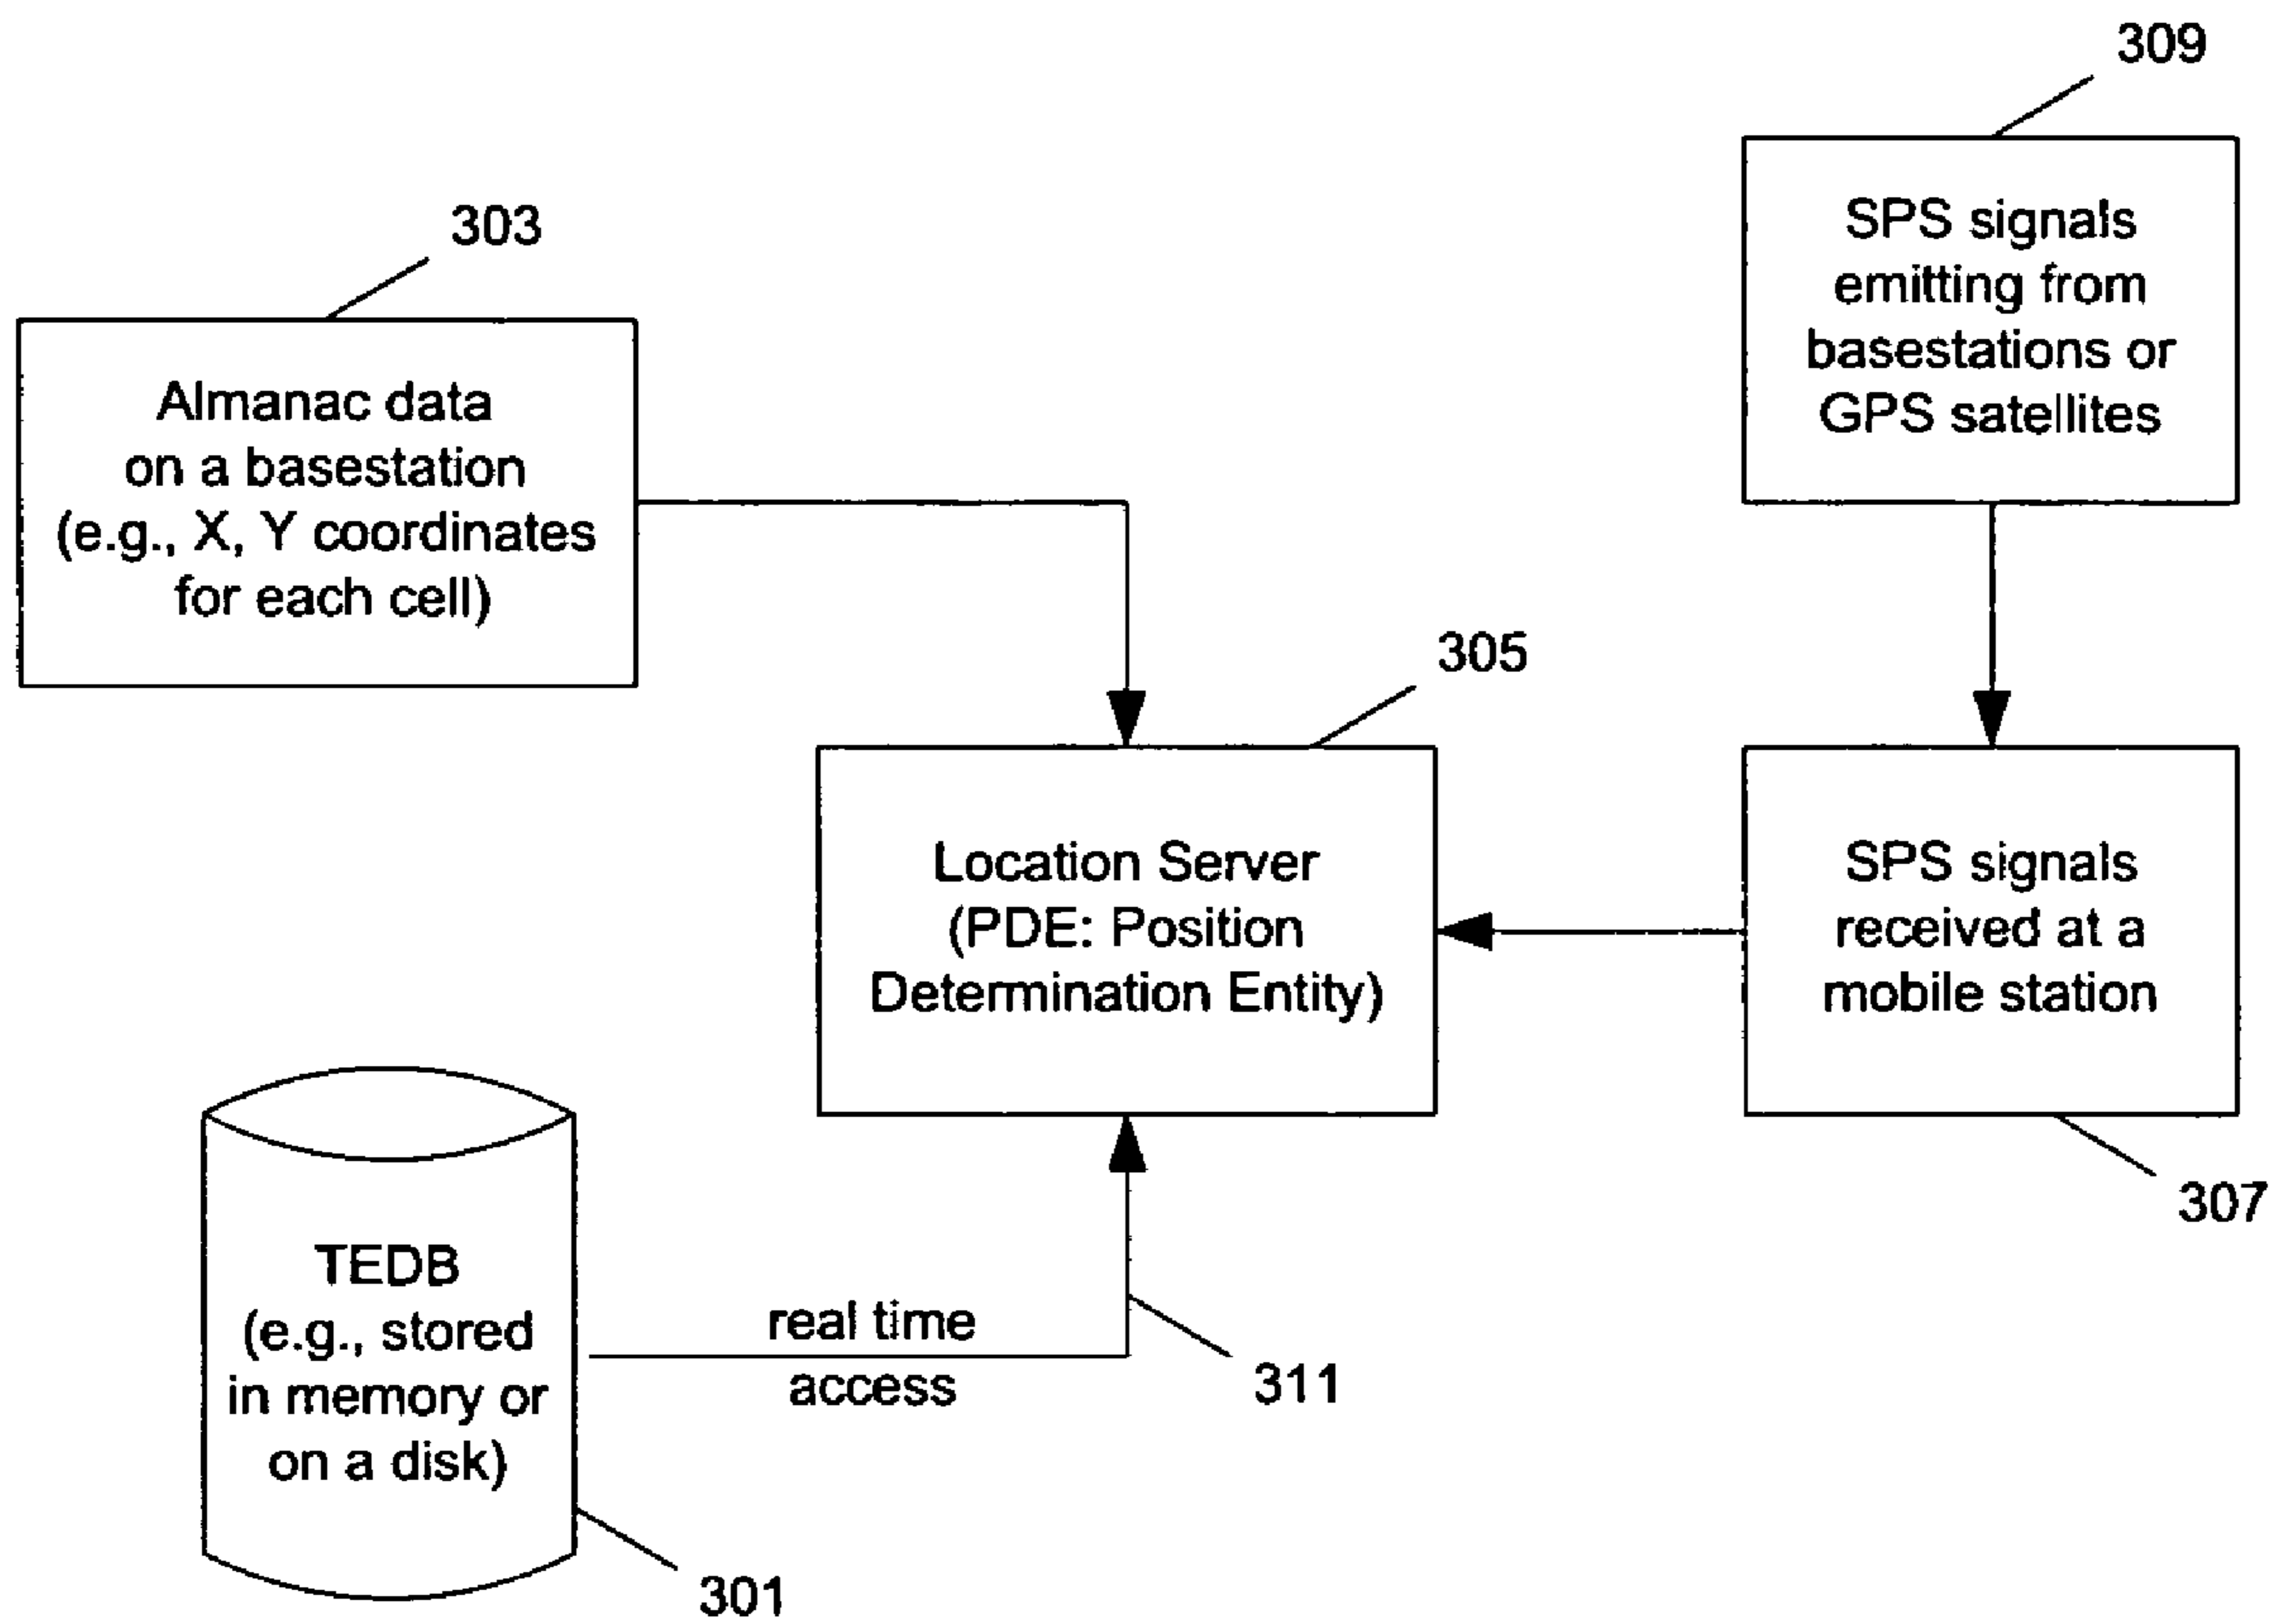 309
SPS signals
emitting from
basestations or
GPS satellites
303
Almanac data
on a basestation
(e.g., X, Y coordinates
for each cell)
305
Location Server
(PDE: Position
Determination Entity)
SPS signals
received at a
mobile station
307
TEDB
(e.g., stored
in memory or
on a disk)
real time
access
311
301